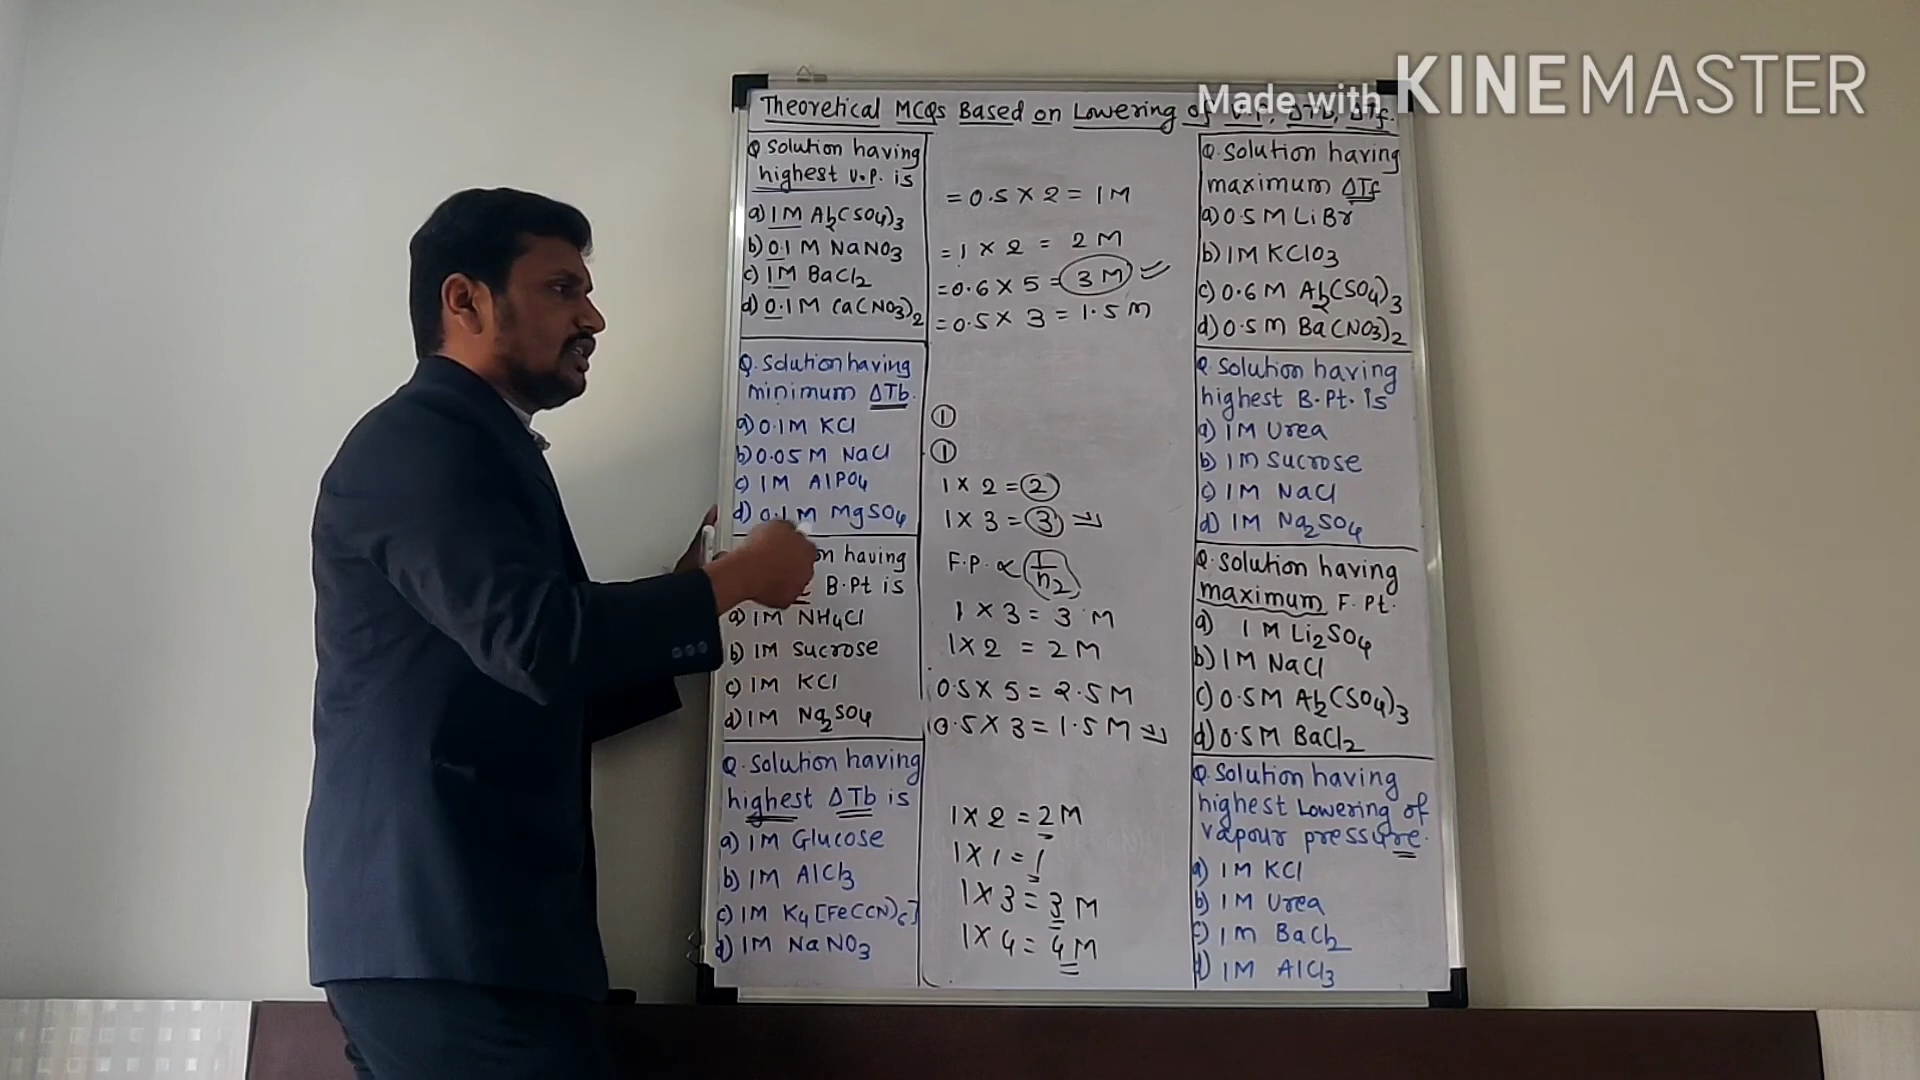 Made with KINEMASTER
Theoretical MCQs Based on Lowering of V.P, ΔTb, ΔTf.
Q Solution having
highest V.P. is
a) 1M Al2(SO4)3
b) 0.1 M NaNO3
c) 1M BaCl2
d) 0.1M Ca(NO3)2
Q. Solution having
minimum ΔTb.
a) 0.1M KCl
b) 0.05 M NaCl
c) 1M AlPO4
d) 0.1M MgSO4
on having
B.Pt is
a) 1M NH4Cl
b) 1M Sucrose
c) 1M KCl
d) 1M Na2SO4
Q. Solution having
highest ΔTb is
a) 1M Glucose
b) 1M AlCl3
c) 1M K4[Fe(CN)6]
d) 1M NaNO3
= 0.5 × 2 = 1M
= 1 × 2 = 2 M
= 0.6 × 5 = 3 M
= 0.5 × 3 = 1.5 M
1
1
1 × 2 = 2
1 × 3 = 3
F.P. ∝ 1/n2
1 × 3 = 3 M
1 × 2 = 2M
0.5 × 5 = 2.5 M
0.5 × 3 = 1.5 M
1 × 2 = 2M
1 × 1 = 1
1 × 3 = 3 M
1 × 4 = 4M
Q. Solution having
maximum ΔTf
a) 0.5 M LiBr
b) 1M KClO3
c) 0.6 M Al2(SO4)3
d) 0.5 M Ba(NO3)2
Q Solution having
highest B.Pt. is
a) 1M Urea
b) 1M Sucrose
c) 1M NaCl
d) 1M Na2SO4
Q. Solution having
maximum F.Pt.
a) 1M Li2SO4
b) 1M NaCl
c) 0.5M Al2(SO4)3
d) 0.5M BaCl2
Q. Solution having
highest Lowering of
vapour pressure.
a) 1M KCl
b) 1M Urea
c) 1M BaCl2
d) 1M AlCl3